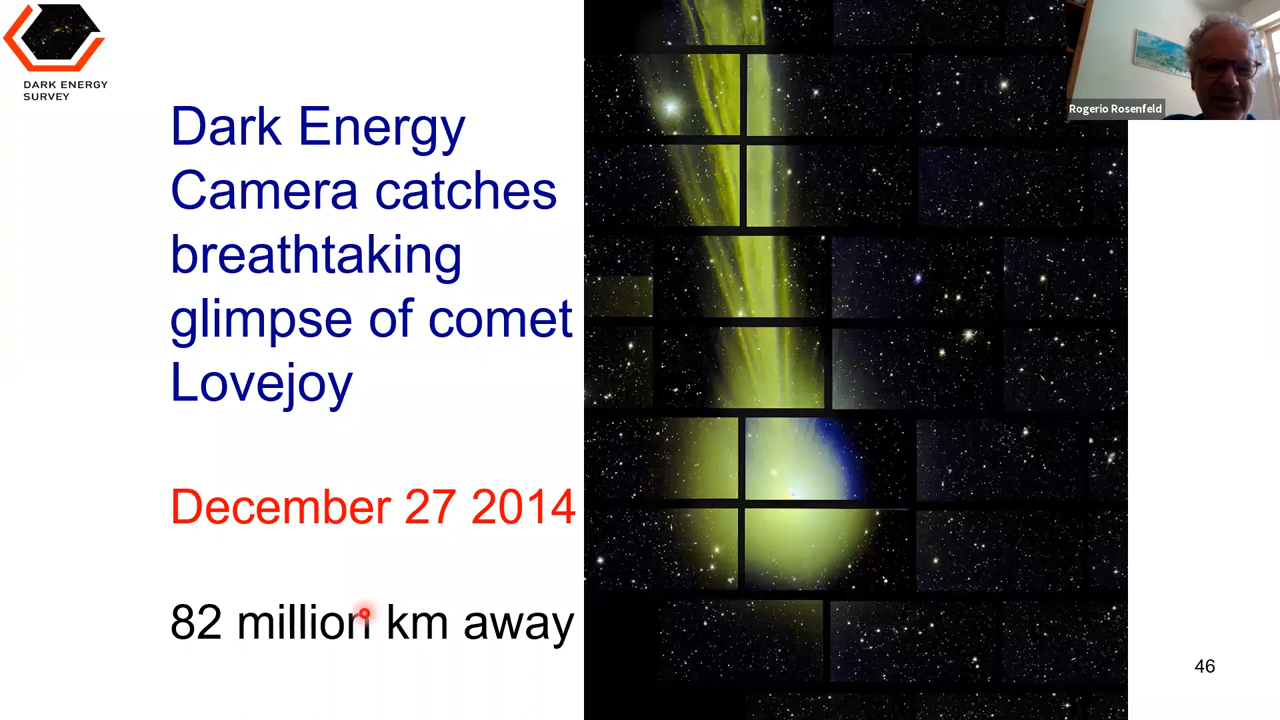 DARK ENERGY
SURVEY
Rogerio Rosenfeld
Dark Energy
Camera catches
breathtaking
glimpse of comet
Lovejoy
December 27 2014
82 million km away
46